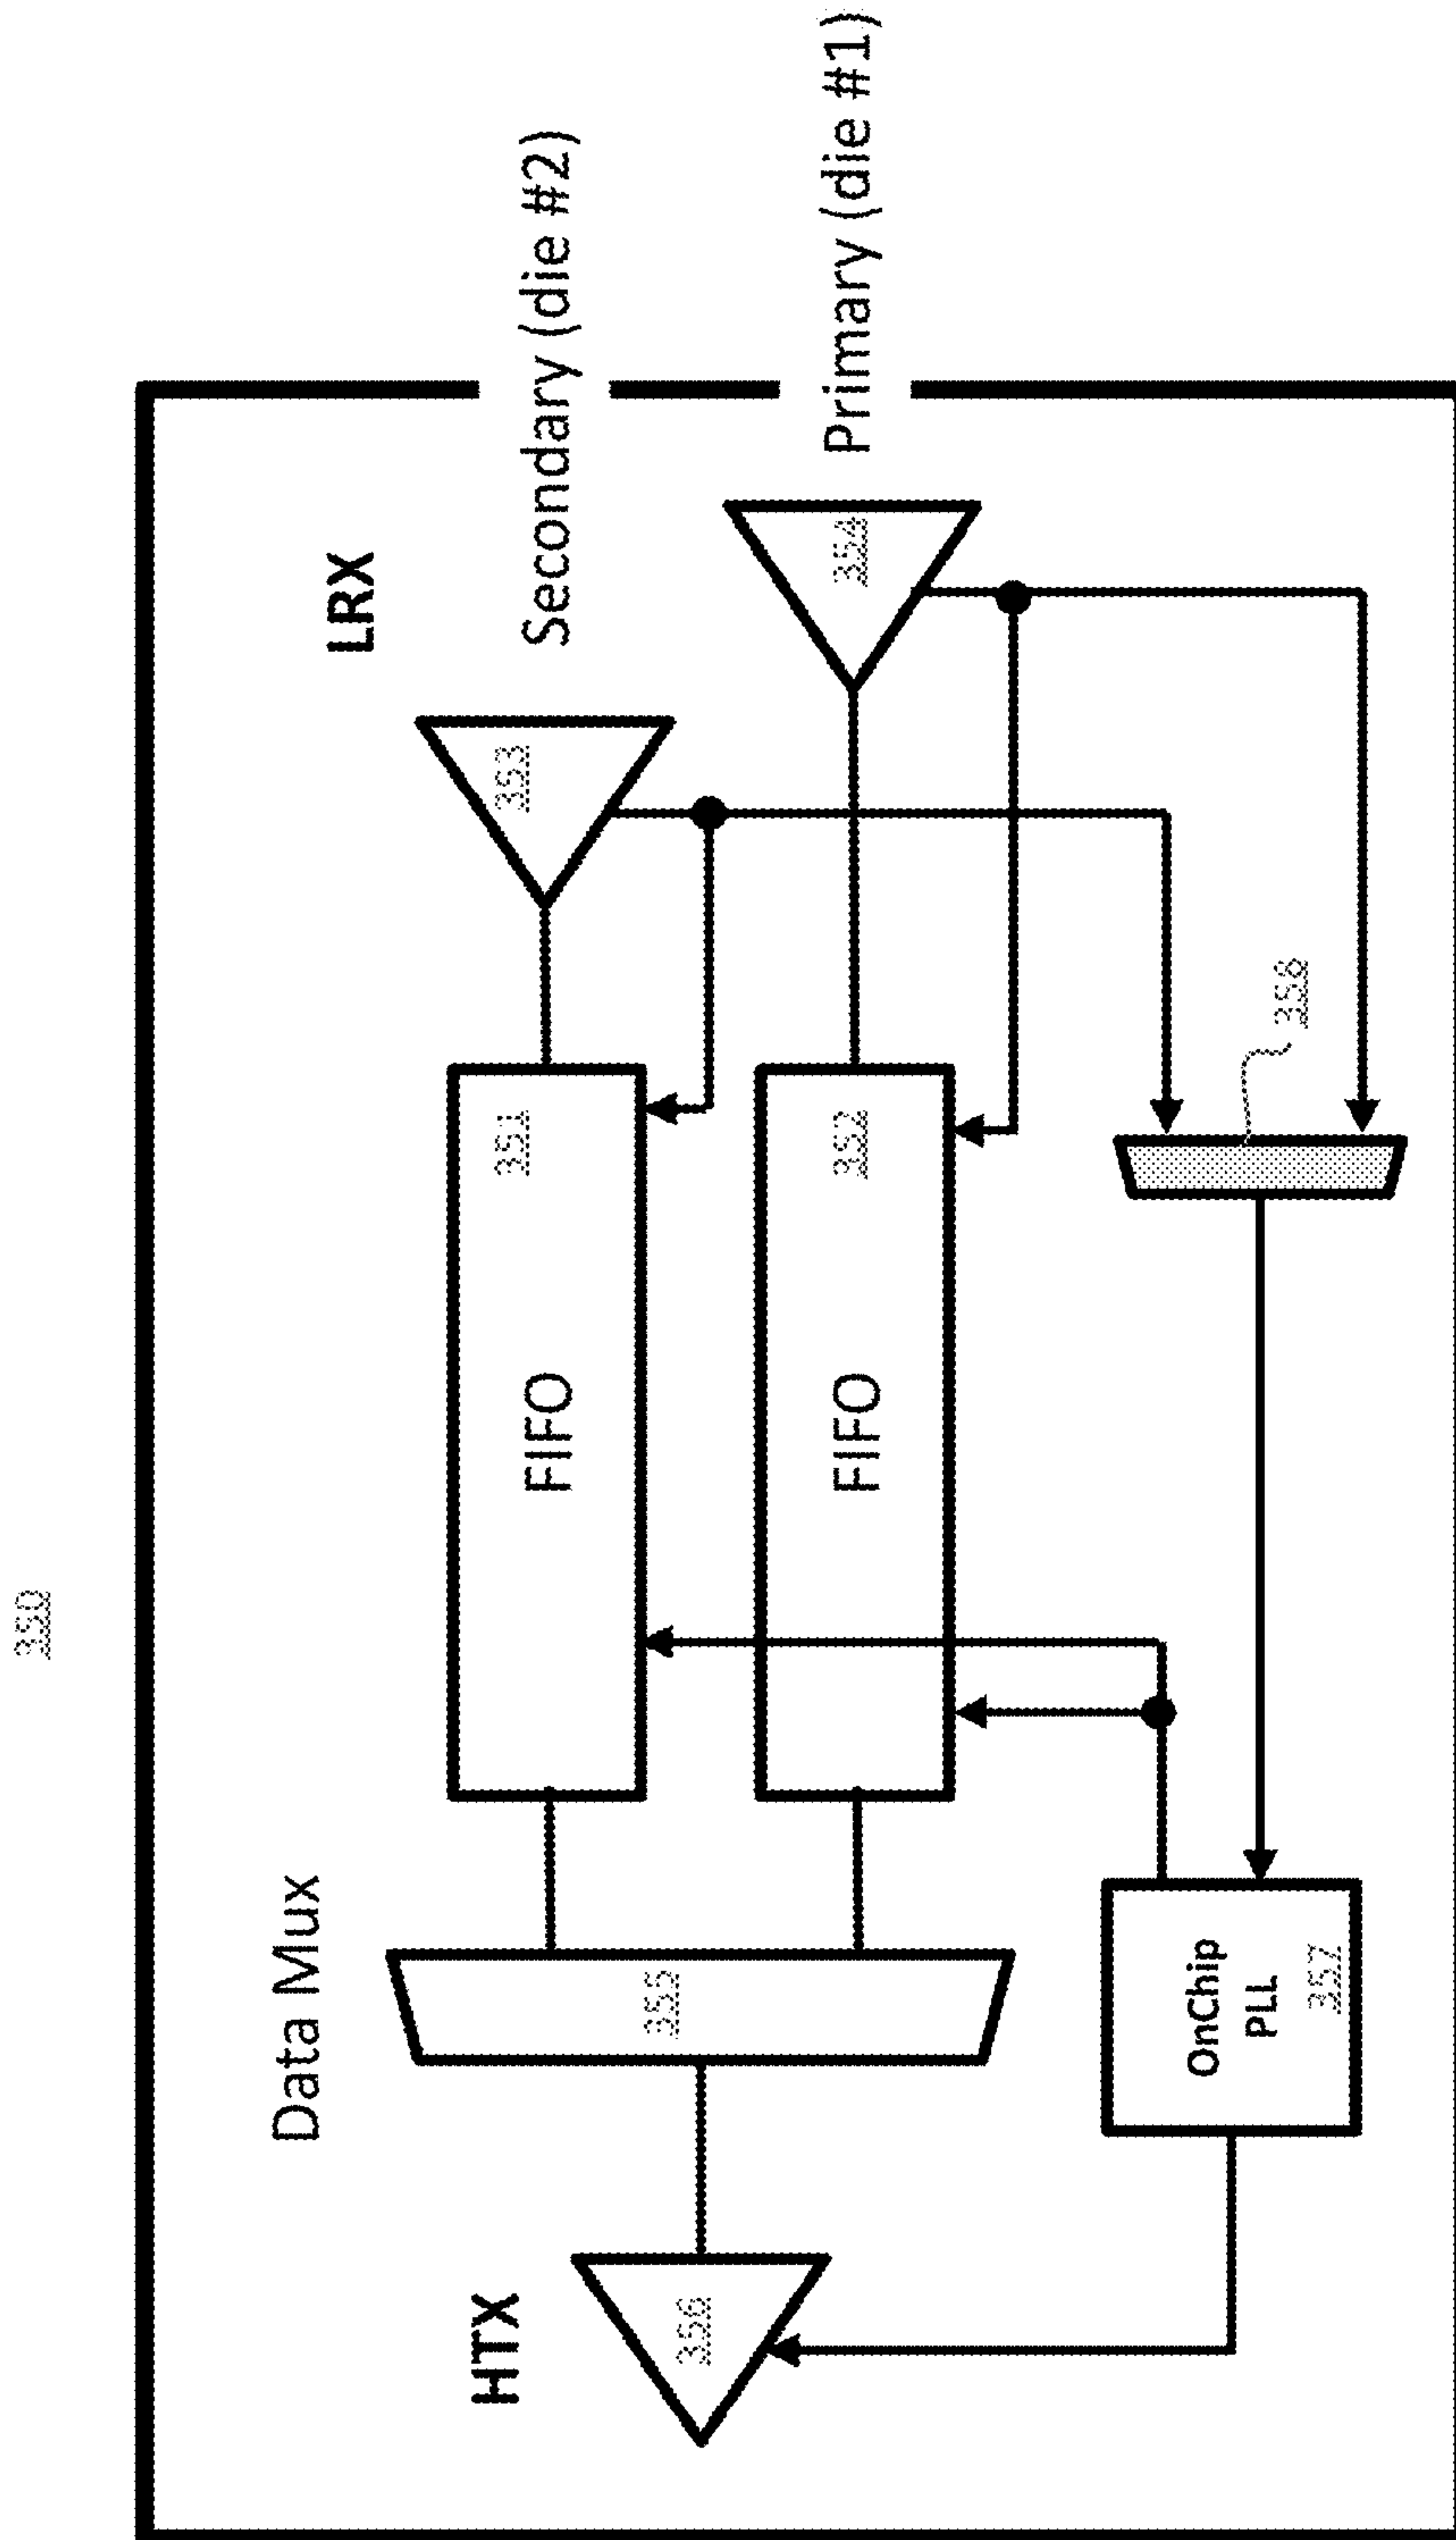 350
Data Mux
LRX
HTX
Secondary (die #2)
353
351
FIFO
355
356
Primary (die #1)
354
352
FIFO
358
OnChip
PLL
357